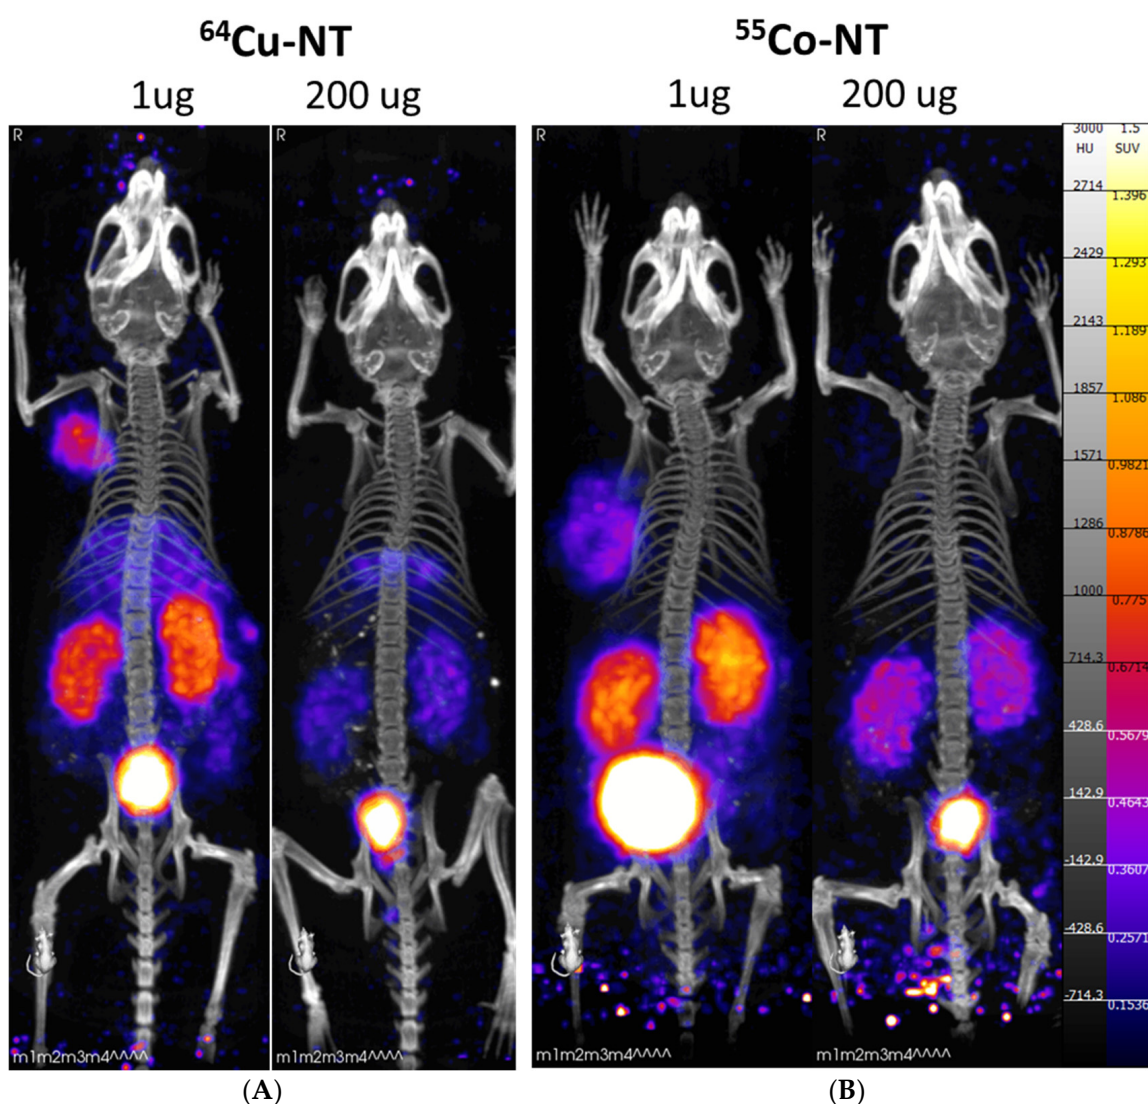 64Cu-NT 55Co-NT
1ug 200 ug 1ug 200 ug
R R R R
3000 1.5
HU SUV
2714 1.396
2429 1.293
2143 1.189
1857 1.086
1571 0.9821
1286 0.8786
1000 0.775
714.3 0.6714
428.6 0.5679
142.9 0.4643
-142.9 0.3607
-428.6 0.2571
-714.3 0.1536
m1m2m3m4^^^^ m1m2m3m4^^^^ m1m2m3m4^^^^ m1m2m3m4^^^^
(A) (B)